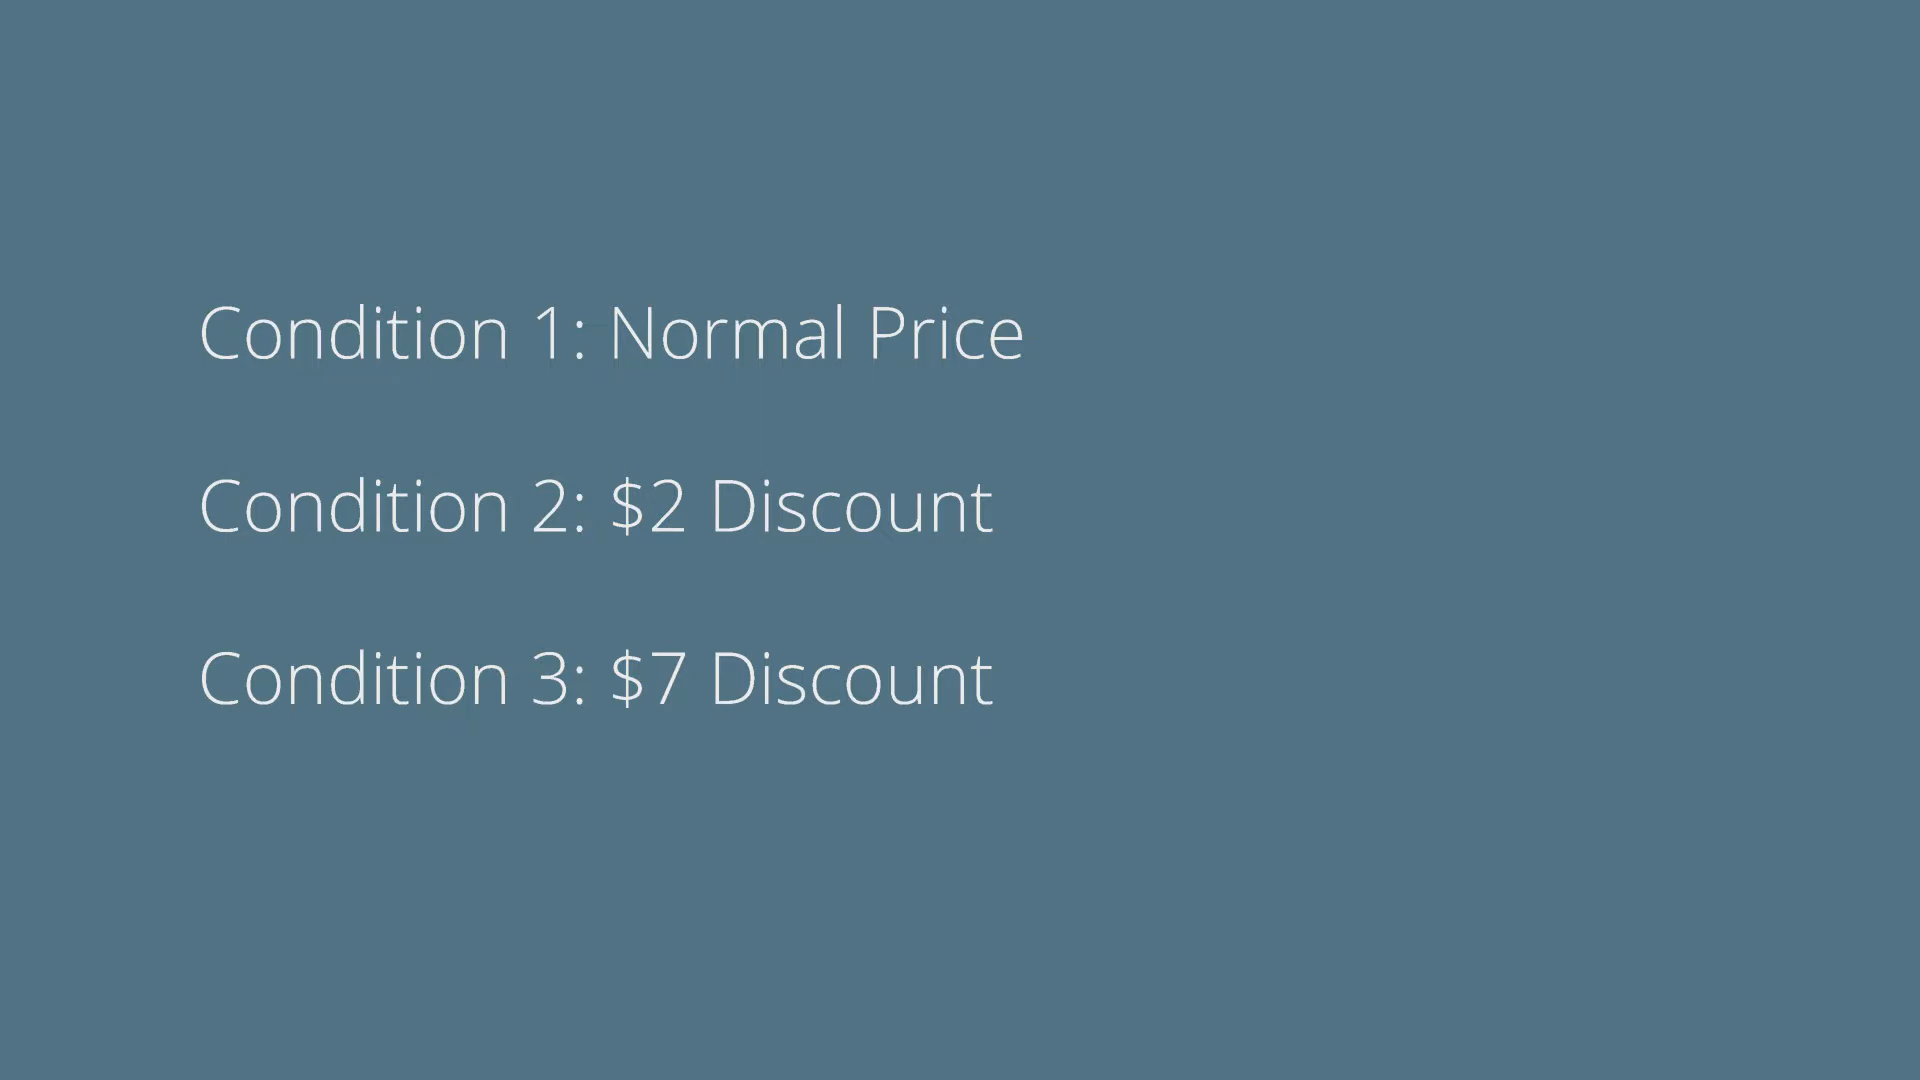 Condition 1: Normal Price
Condition 2: $2 Discount
Condition 3: $7 Discount